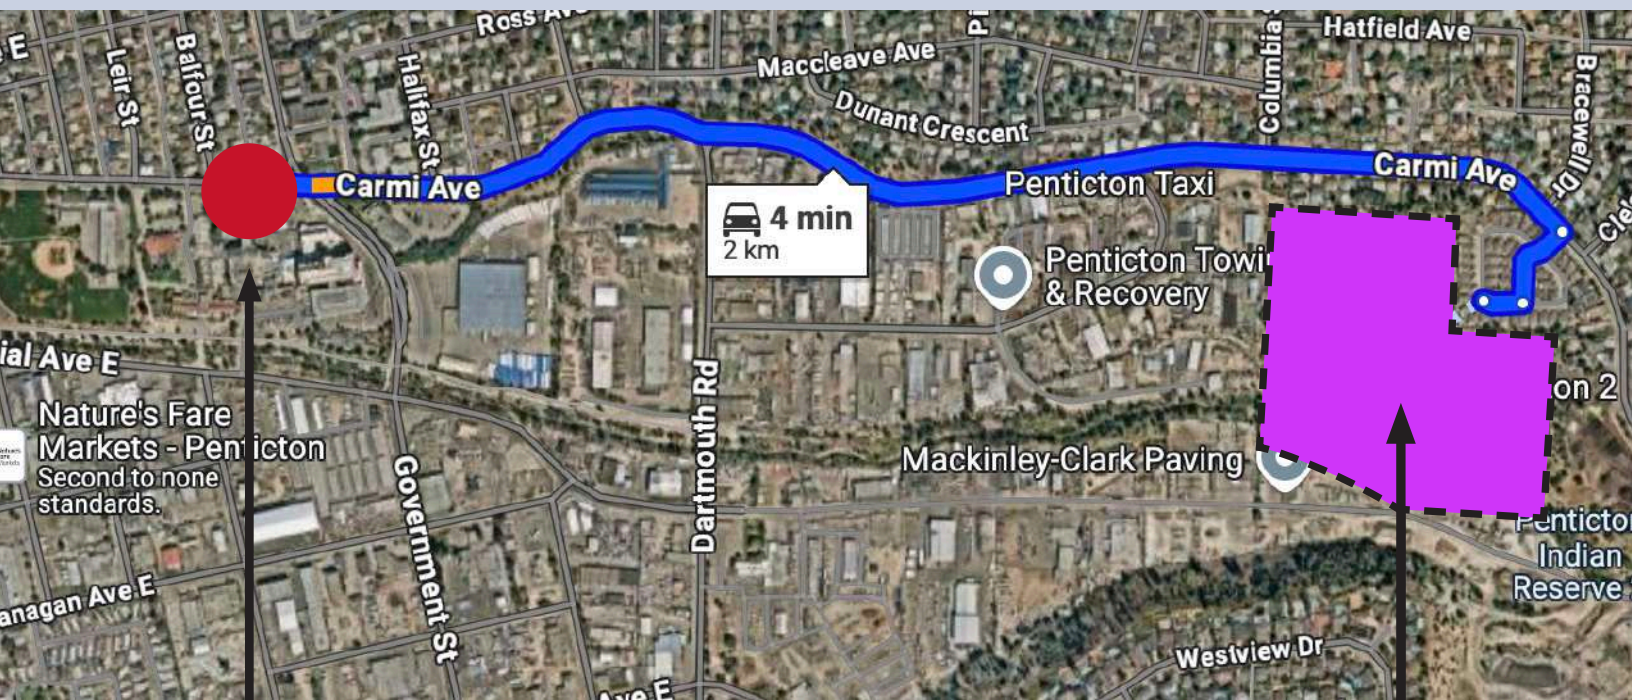 Ross Ave
Hatfield Ave
Leir St
Balfour St
Halifax St
Maccleave Ave
Columbia
Bracewell Dr
Dunant Crescent
Carmi Ave
Penticton Taxi
Carmi Ave
4 min
2 km
Penticton Towi
& Recovery
ial Ave E
Dartmouth Rd
on 2
Nature's Fare
Markets - Penticton
Second to none
standards.
Mackinley-Clark Paving
Government St
Penticto
Indian
Reserve
anagan Ave E
Westview Dr
Ave E